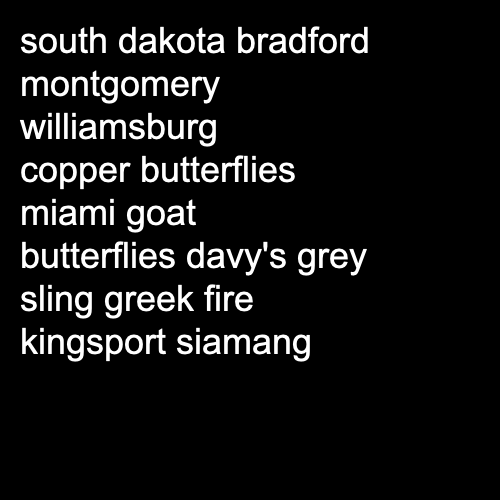 south dakota bradford
montgomery
williamsburg
copper butterflies
miami goat
butterflies davy's grey
sling greek fire
kingsport siamang